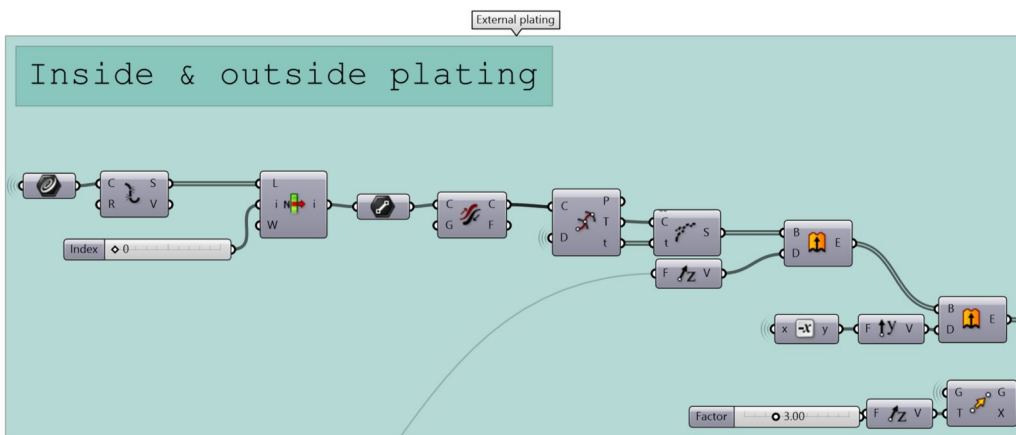 External plating
Inside & outside plating
C S
R V
L
i N i
W
Index 0
C C
G F
C P
D T
t
C S
t
F Z V
B E
D
x -x y
F y V
B E
D
Factor 3.00
F Z V
G G
T X